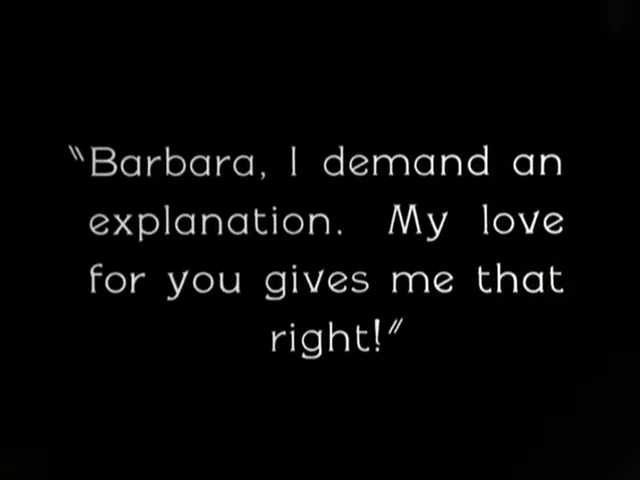 "Barbara, I demand an
explanation. My love
for you gives me that
right!"